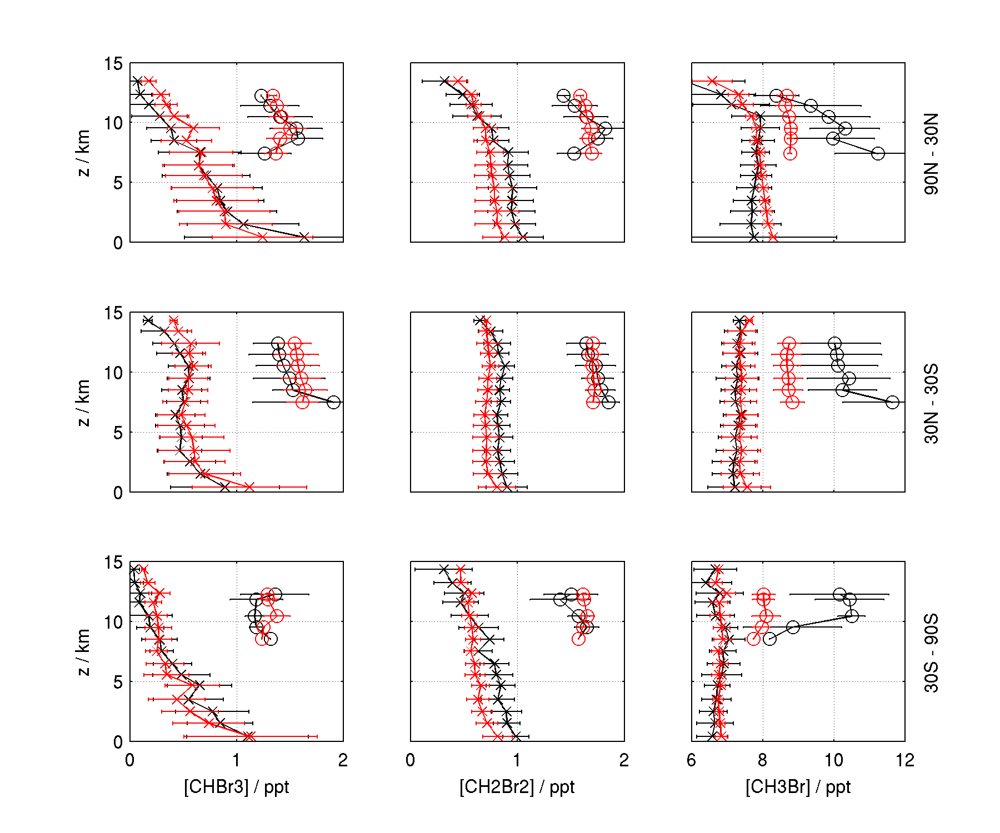 15
10
5
0
z / km
90N - 30N
15
10
5
0
z / km
30N - 30S
15
10
5
0
z / km
30S - 90S
0 1 2
0 1 2
6 8 10 12
[CHBr3] / ppt
[CH2Br2] / ppt
[CH3Br] / ppt